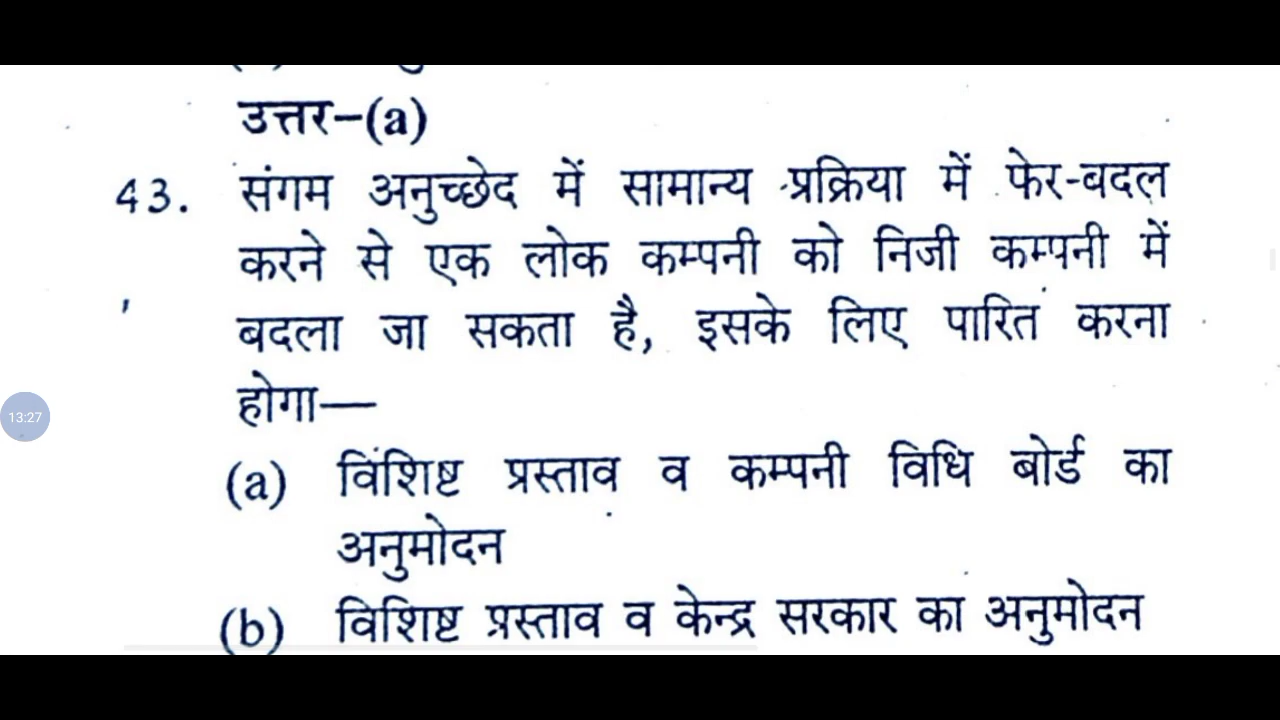 उत्तर–(a)
43. संगम अनुच्छेद में सामान्य प्रक्रिया में फेर-बदल
करने से एक लोक कम्पनी को निजी कम्पनी में
बदला जा सकता है, इसके लिए पारित करना
होगा—
13:27
(a) विशिष्ट प्रस्ताव व कम्पनी विधि बोर्ड का
अनुमोदन
(b) विशिष्ट प्रस्ताव व केन्द्र सरकार का अनुमोदन